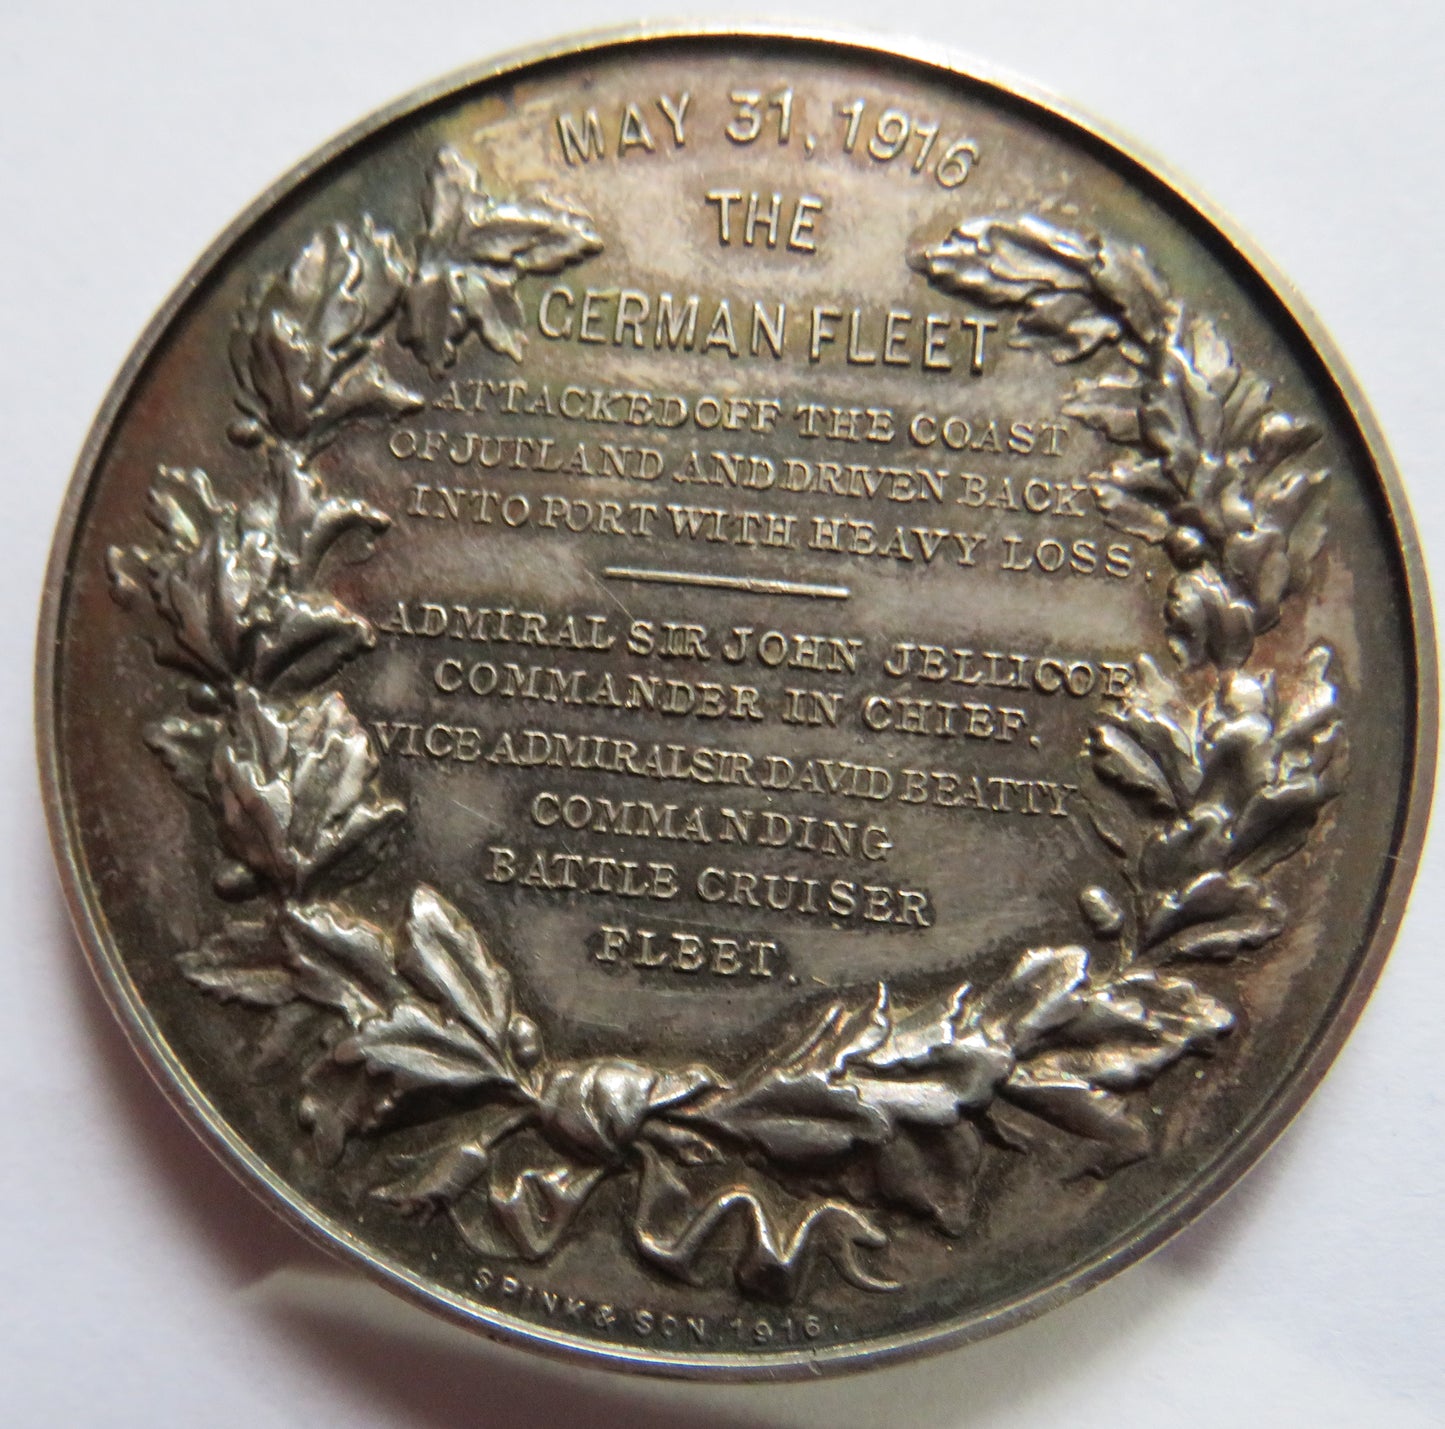 MAY 31, 1916
THE
GERMAN FLEET
ATTACKED OFF THE COAST
OF JUTLAND AND DRIVEN BACK
INTO PORT WITH HEAVY LOSS.
ADMIRAL SIR JOHN JELLICOE
COMMANDER IN CHIEF.
VICE ADMIRAL SIR DAVID BEATTY
COMMANDING
BATTLE CRUISER
FLEET.
SPINK & SON. 1916.